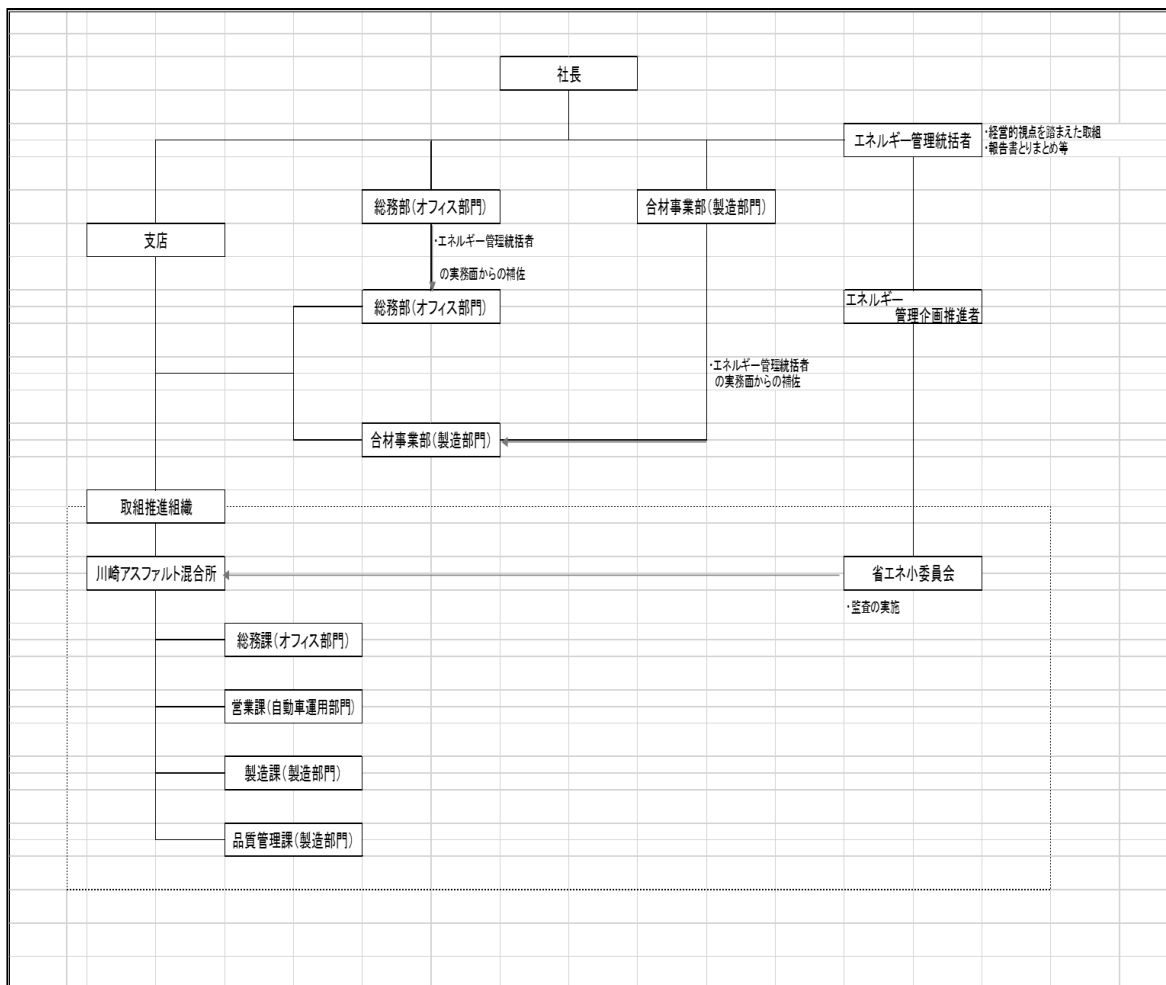 社長
エネルギー管理統括者
・経営的視点を踏まえた取組
・報告書とりまとめ等
総務部(オフィス部門)
合材事業部(製造部門)
支店
・エネルギー管理統括者
の実務面からの補佐
総務部(オフィス部門)
エネルギー
管理企画推進者
・エネルギー管理統括者
の実務面からの補佐
合材事業部(製造部門)
取組推進組織
川崎アスファルト混合所
省エネ小委員会
・監査の実施
総務課(オフィス部門)
営業課(自動車運用部門)
製造課(製造部門)
品質管理課(製造部門)